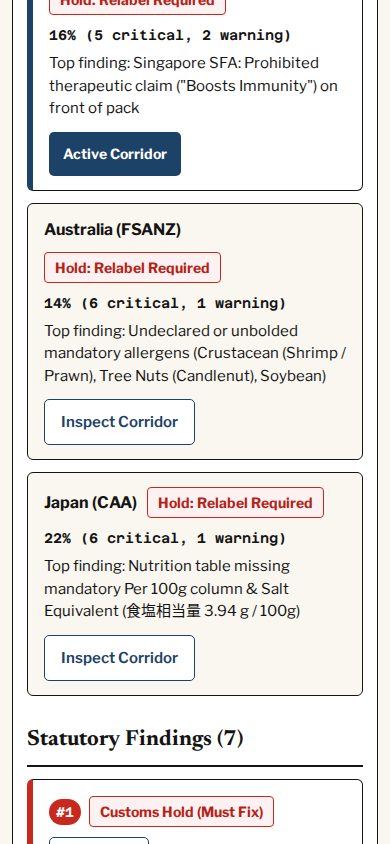 Hold: Relabel Required
16% (5 critical, 2 warning)
Top finding: Singapore SFA: Prohibited
therapeutic claim ("Boosts Immunity") on
front of pack
Active Corridor
Australia (FSANZ)
Hold: Relabel Required
14% (6 critical, 1 warning)
Top finding: Undeclared or unbolded
mandatory allergens (Crustacean (Shrimp /
Prawn), Tree Nuts (Candlenut), Soybean)
Inspect Corridor
Japan (CAA) Hold: Relabel Required
22% (6 critical, 1 warning)
Top finding: Nutrition table missing
mandatory Per 100g column & Salt
Equivalent (食塩相当量 3.94 g / 100g)
Inspect Corridor
Statutory Findings (7)
#1 Customs Hold (Must Fix)